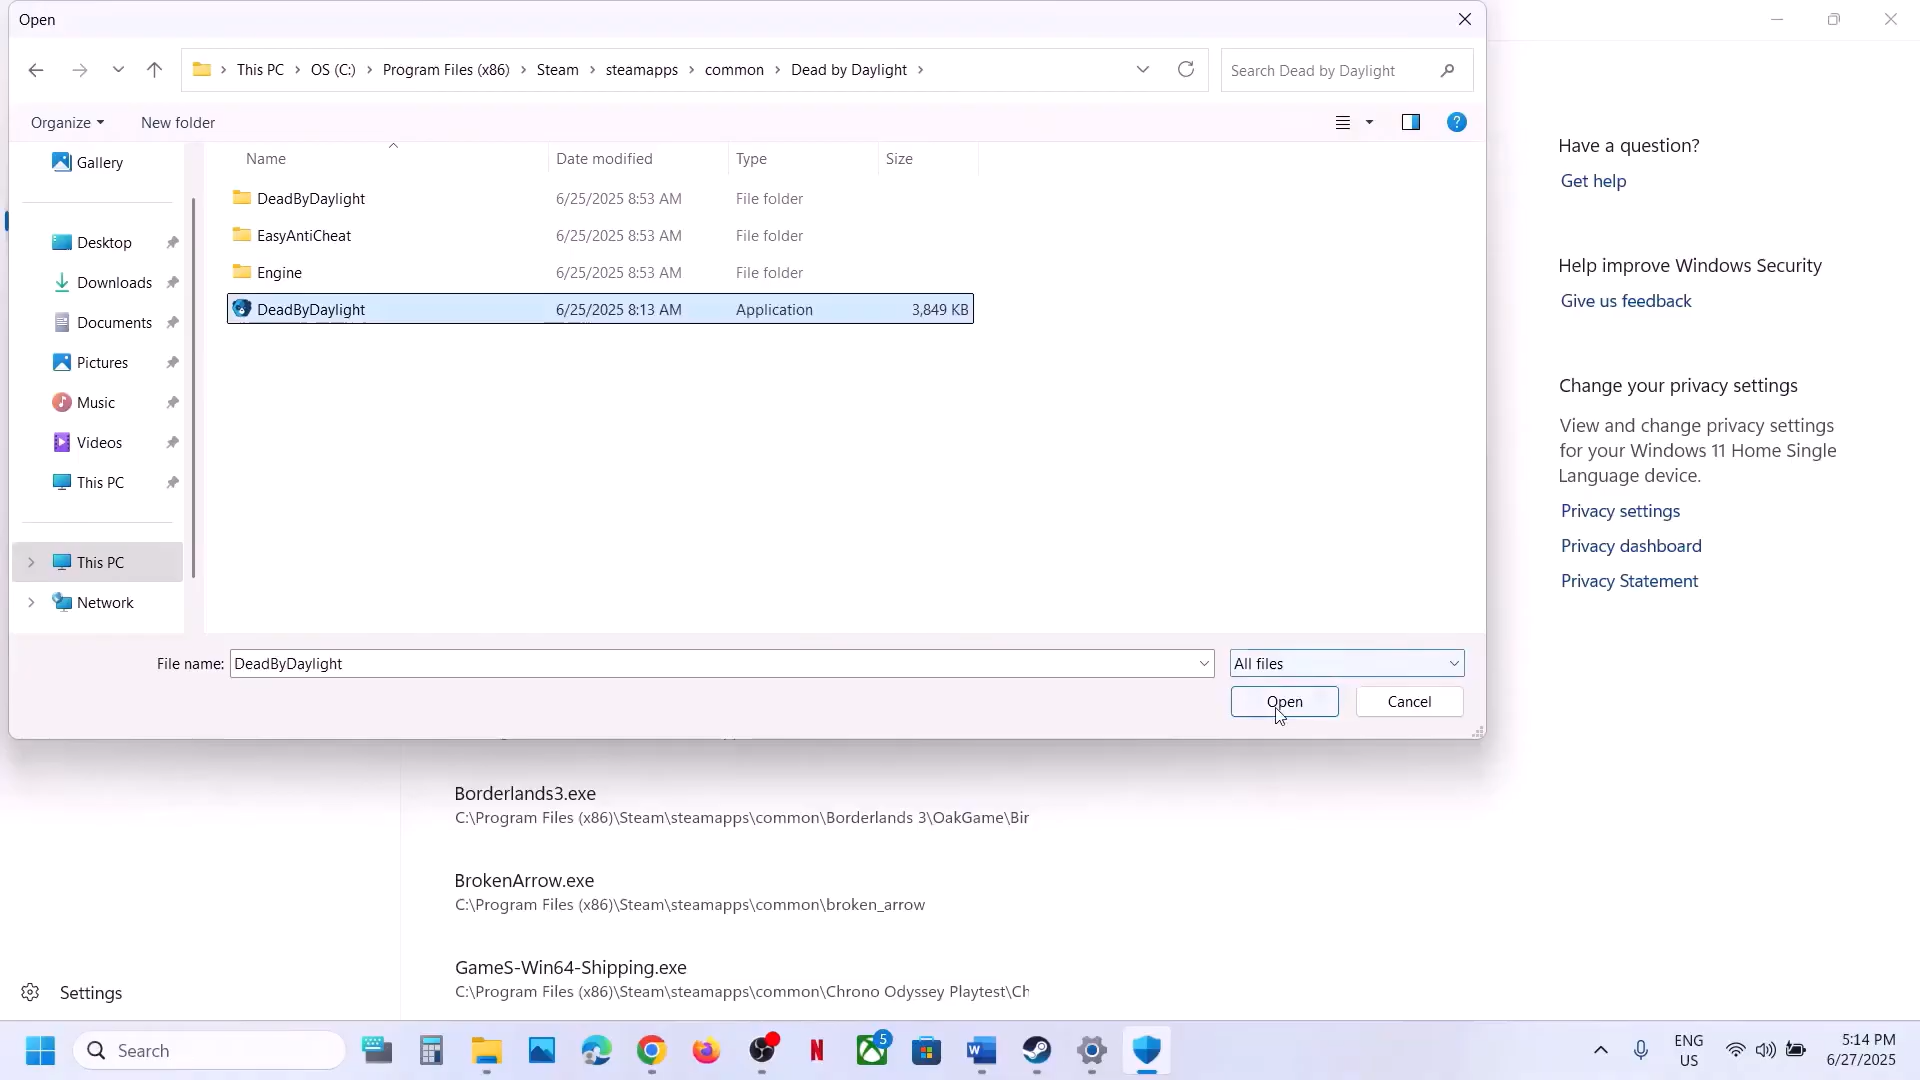 Open
This PC > OS (C:) > Program Files (x86) > Steam > steamapps > common > Dead by Daylight >
Search Dead by Daylight
Organize
New folder
?
Name Date modified Type Size
Gallery
Desktop
Downloads
Documents
Pictures
Music
Videos
This PC
This PC
Network
DeadByDaylight 6/25/2025 8:53 AM File folder
EasyAntiCheat 6/25/2025 8:53 AM File folder
Engine 6/25/2025 8:53 AM File folder
DeadByDaylight 6/25/2025 8:13 AM Application 3,849 KB
File name: DeadByDaylight
All files
Open
Cancel
Have a question?
Get help
Help improve Windows Security
Give us feedback
Change your privacy settings
View and change privacy settings
for your Windows 11 Home Single
Language device.
Privacy settings
Privacy dashboard
Privacy Statement
Borderlands3.exe
C:\Program Files (x86)\Steam\steamapps\common\Borderlands 3\OakGame\Bir
BrokenArrow.exe
C:\Program Files (x86)\Steam\steamapps\common\broken_arrow
GameS-Win64-Shipping.exe
C:\Program Files (x86)\Steam\steamapps\common\Chrono Odyssey Playtest\Ch
Settings
Search
N
5
W
ENG
US
5:14 PM
6/27/2025